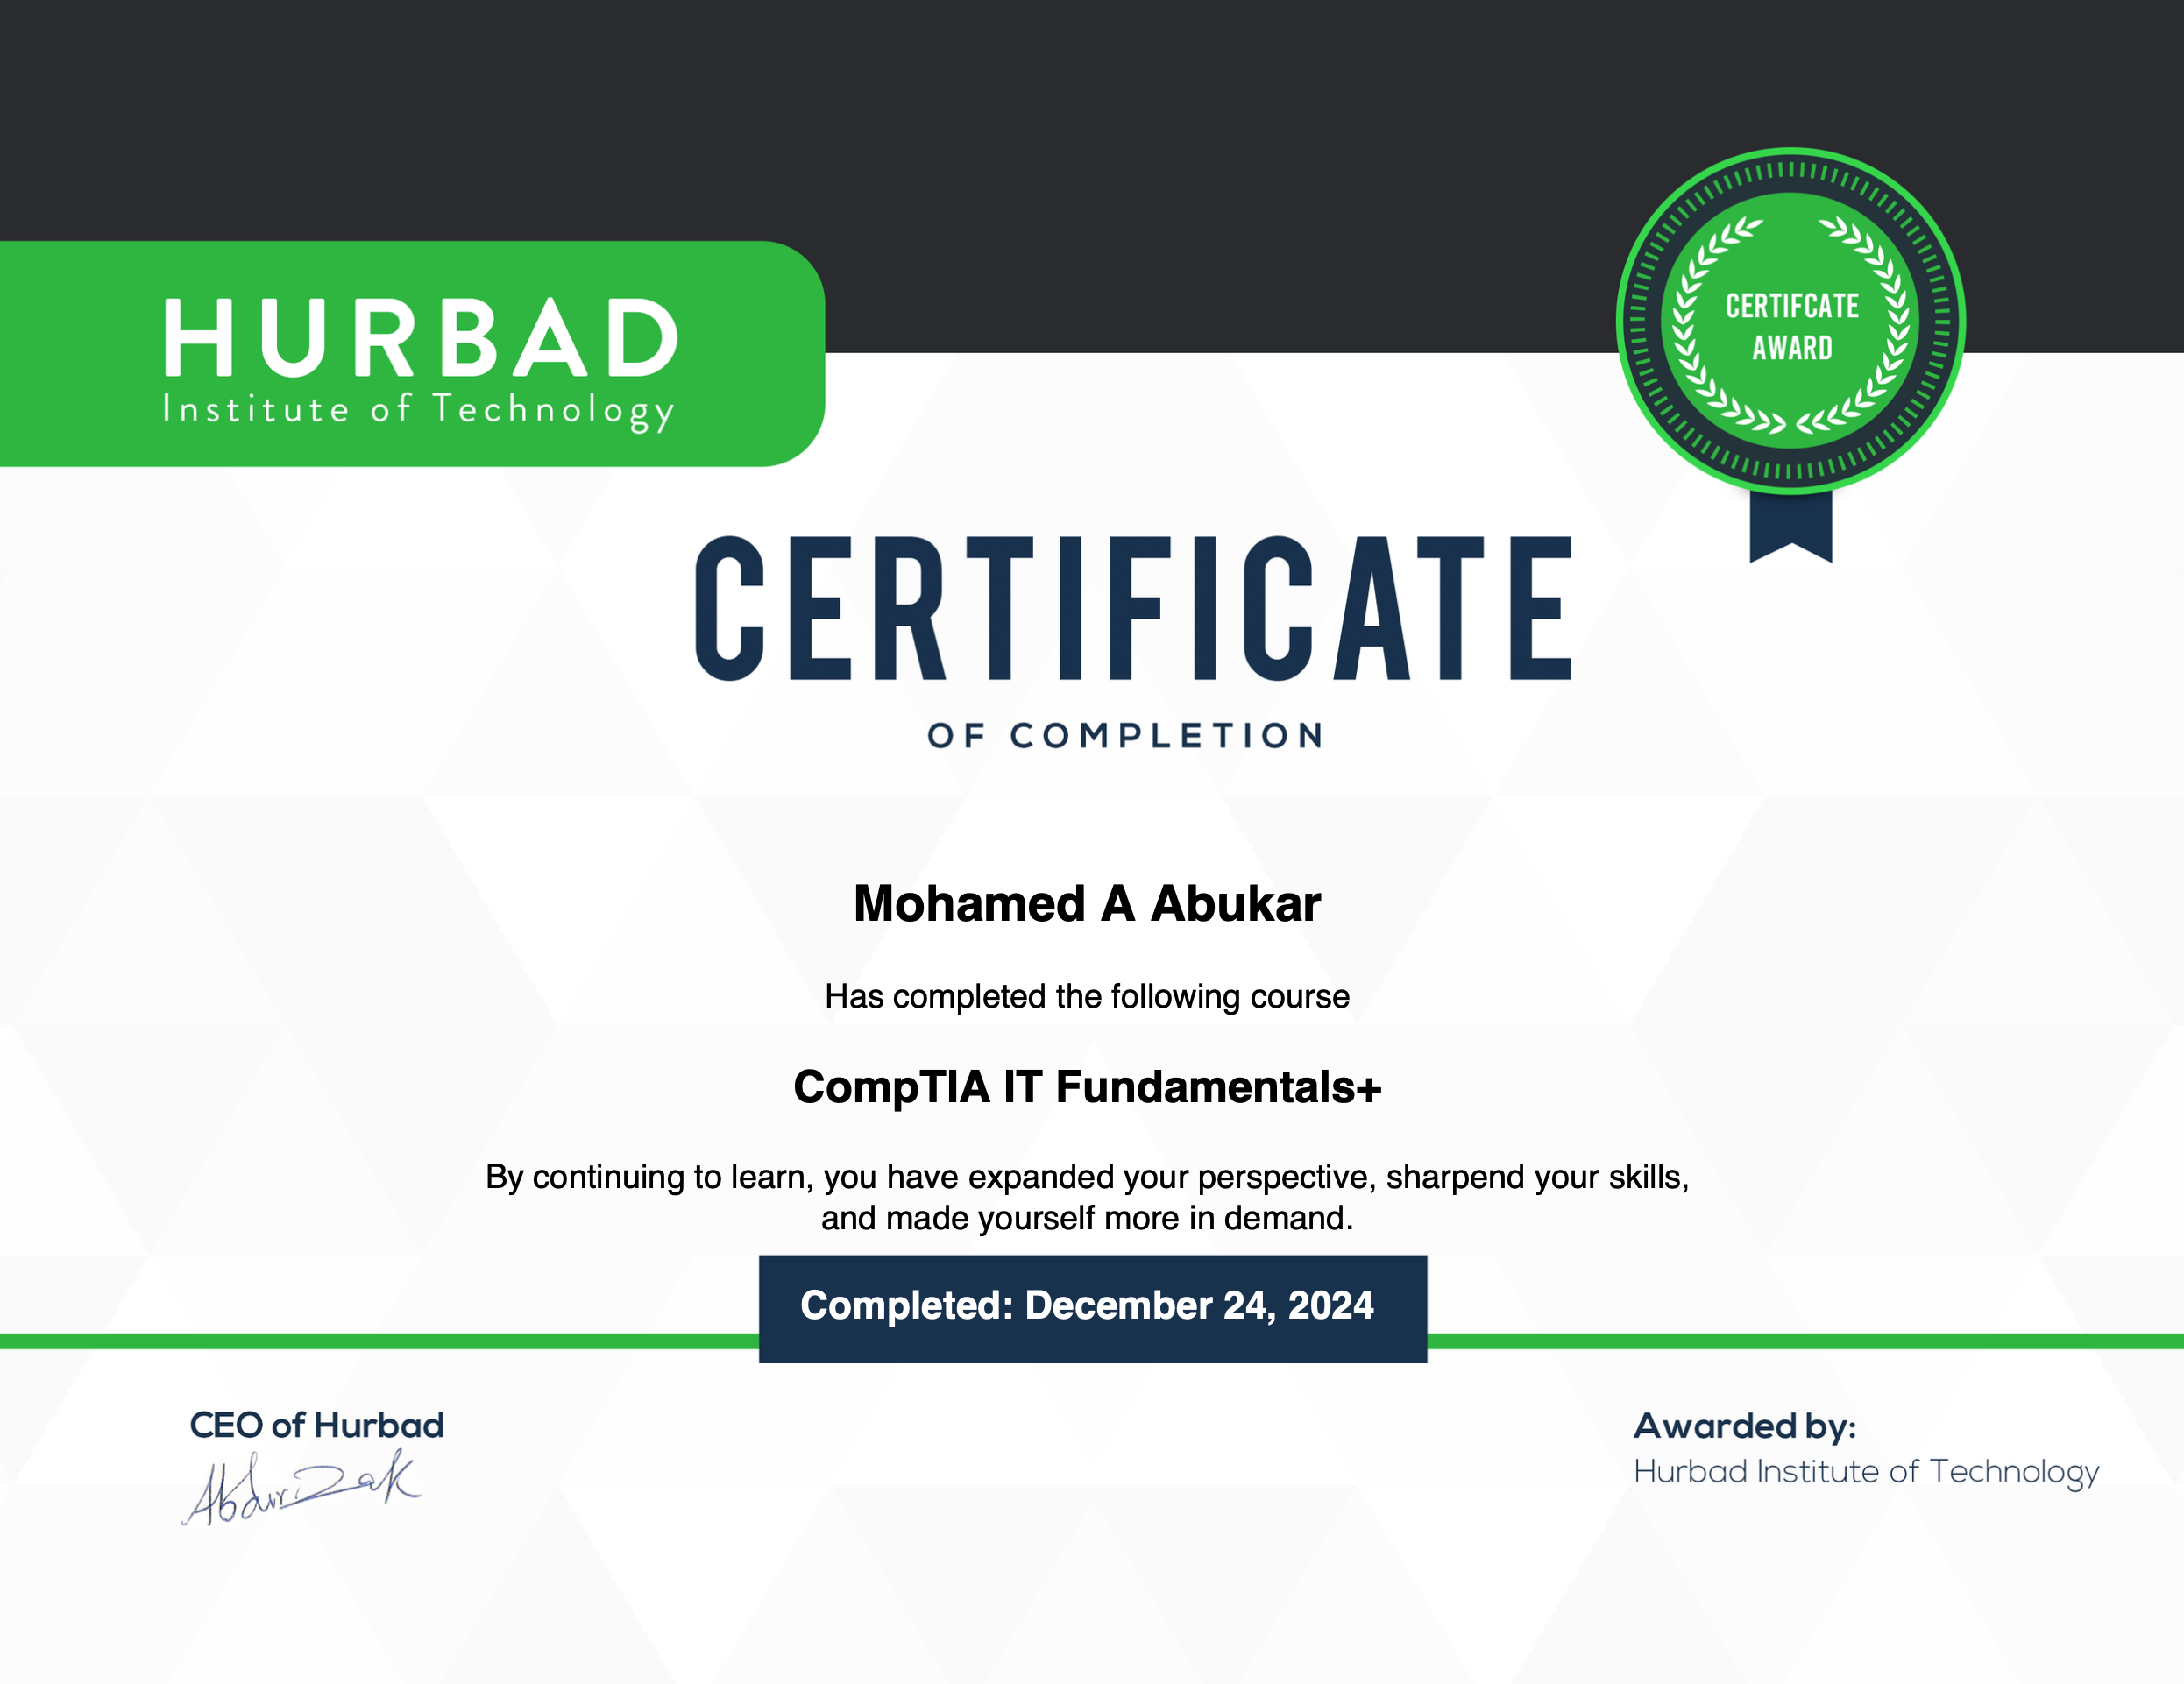 HURBAD
Institute of Technology
CERTIFCATE
AWARD
CERTIFICATE
OF COMPLETION
Mohamed A Abukar
Has completed the following course
CompTIA IT Fundamentals+
By continuing to learn, you have expanded your perspective, sharpend your skills,
and made yourself more in demand.
Completed: December 24, 2024
CEO of Hurbad
Abdurizak
Awarded by:
Hurbad Institute of Technology